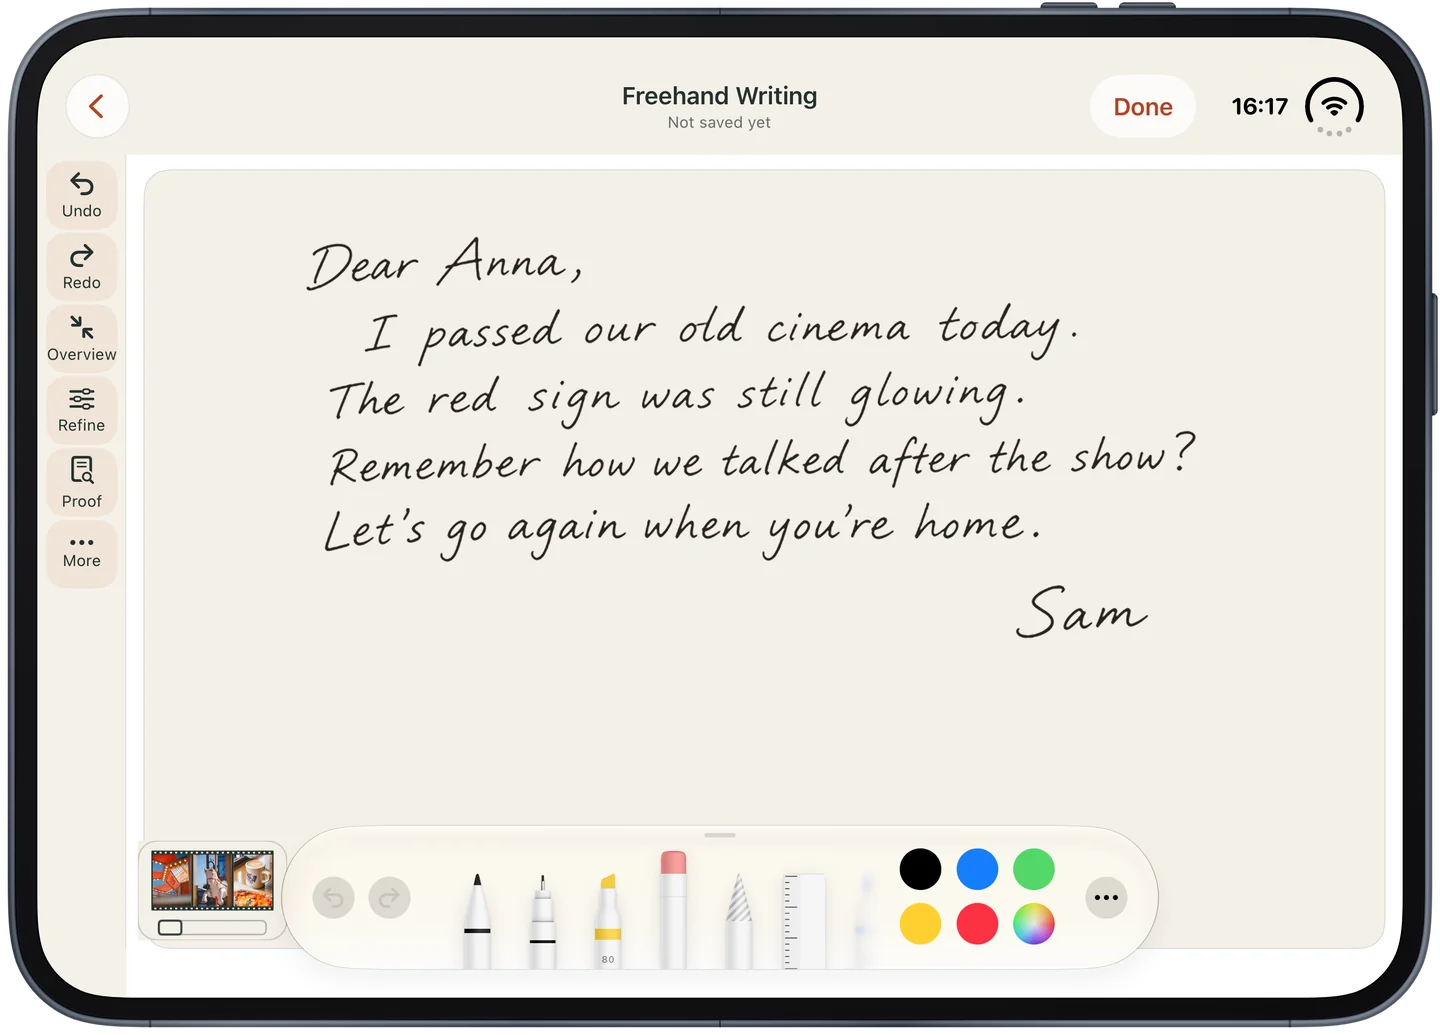 Freehand Writing
Not saved yet
Done
16:17
Undo
Redo
Overview
Refine
Proof
More
Dear Anna,
I passed our old cinema today.
The red sign was still glowing.
Remember how we talked after the show?
Let's go again when you're home.
Sam
80